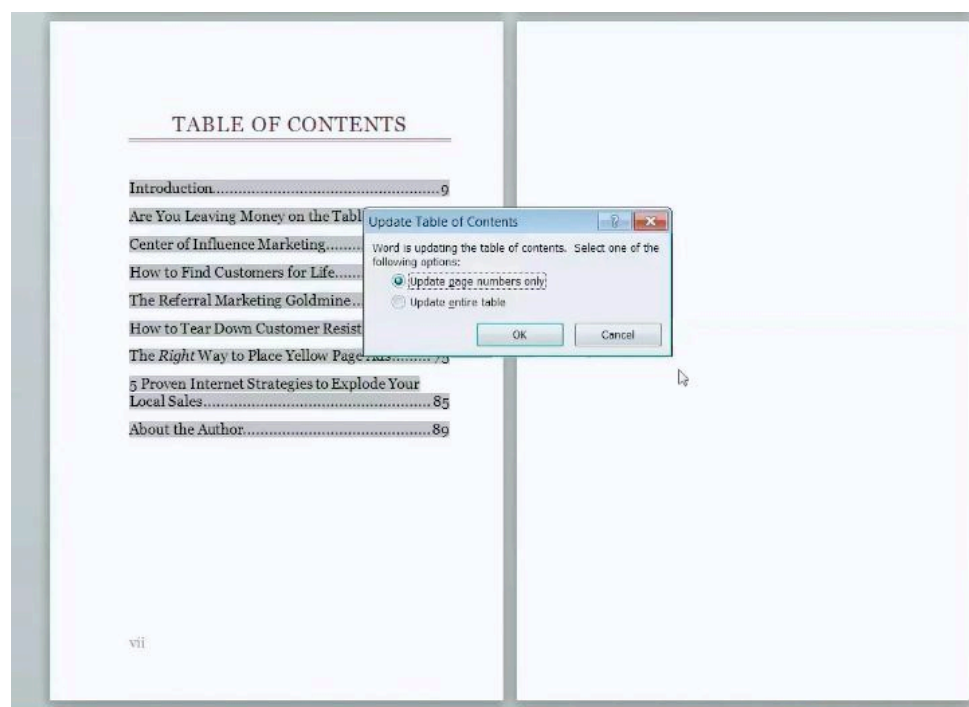 TABLE OF CONTENTS
Introduction................................................9
Are You Leaving Money on the Tabl
Center of Influence Marketing........
How to Find Customers for Life.......
The Referral Marketing Goldmine...
How to Tear Down Customer Resist
The Right Way to Place Yellow Page Ads......... 75
5 Proven Internet Strategies to Explode Your
Local Sales................................................85
About the Author........................................89
Update Table of Contents
Word is updating the table of contents. Select one of the
following options:
Update page numbers only
Update entire table
OK Cancel
vii